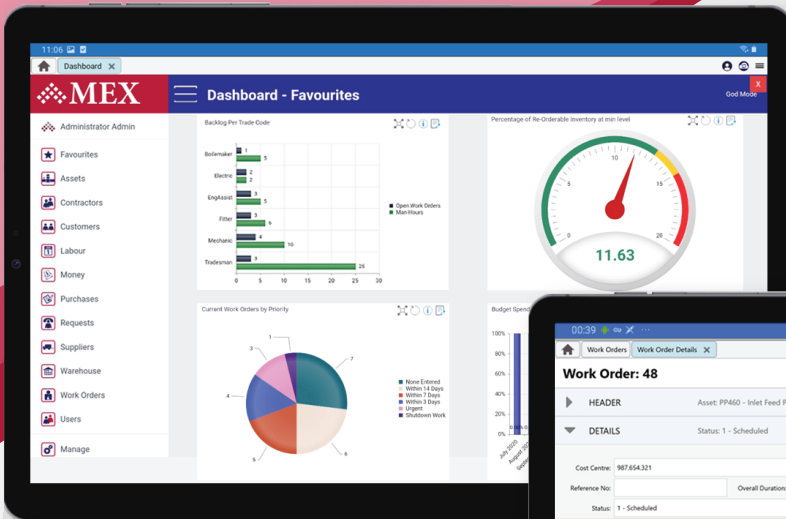 11:06
Dashboard X
MEX
Dashboard - Favourites
God Mode
X
Administrator Admin
Favourites
Assets
Contractors
Customers
Labour
Money
Purchases
Requests
Suppliers
Warehouse
Work Orders
Users
Manage
Backlog Per Trade Code
Boilermaker 1 5
Electric 2 2
EngAssist 3 5
Fitter 3 6
Mechanic 4 10
Tradesman 3 25
0 5 10 15 20 25 30
Open Work Orders
Man-Hours
Percentage of Re-Orderable Inventory at min level
0 5 10 15 20
11.63
Current Work Orders by Priority
1 7 6 5 4 3
None Entered
Within 14 Days
Within 7 Days
Within 3 Days
Urgent
Shutdown Work
Budget Spend
100%
80%
60%
40%
20%
0%
July 2020
00:39
Work Orders
Work Order Details X
Work Order: 48
HEADER Asset: PP460 - Inlet Feed P
DETAILS Status: 1 - Scheduled
Cost Centre: 987.654.321
Reference No: Overall Duration:
Status: 1 - Scheduled